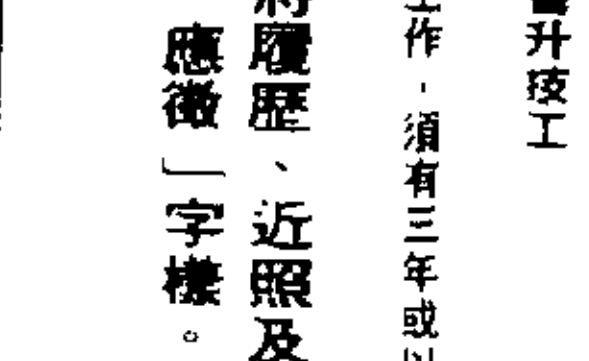 升技工
作，須有三年或
履歷、近照及
應徵」字樣。